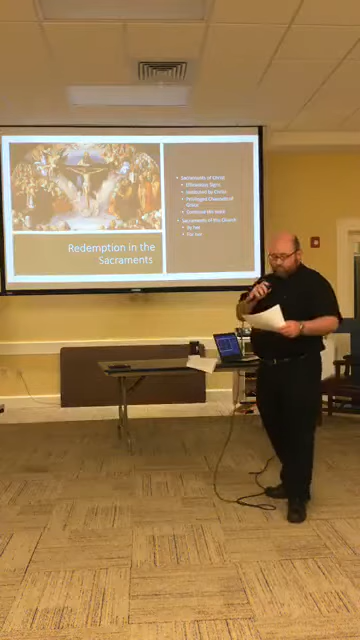 Redemption in the
Sacraments
Sacraments of Christ
Efficacious Signs
Instituted by Christ
Privileged Channels of
Grace
Sacraments of the Church
By her
For her